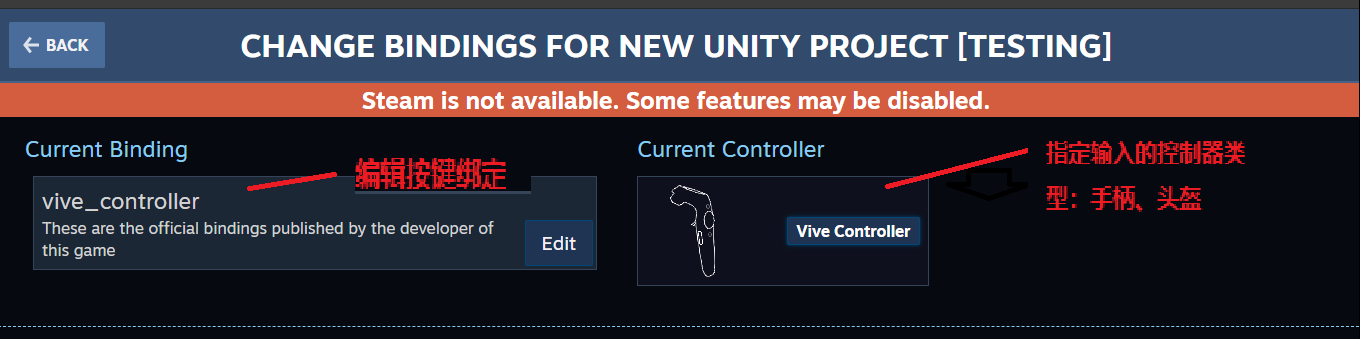 BACK
CHANGE BINDINGS FOR NEW UNITY PROJECT [TESTING]
Steam is not available. Some features may be disabled.
Current Binding
编辑按键绑定
vive_controller
These are the official bindings published by the developer of
this game
Edit
Current Controller
Vive Controller
指定输入的控制器类
型：手柄、头盔